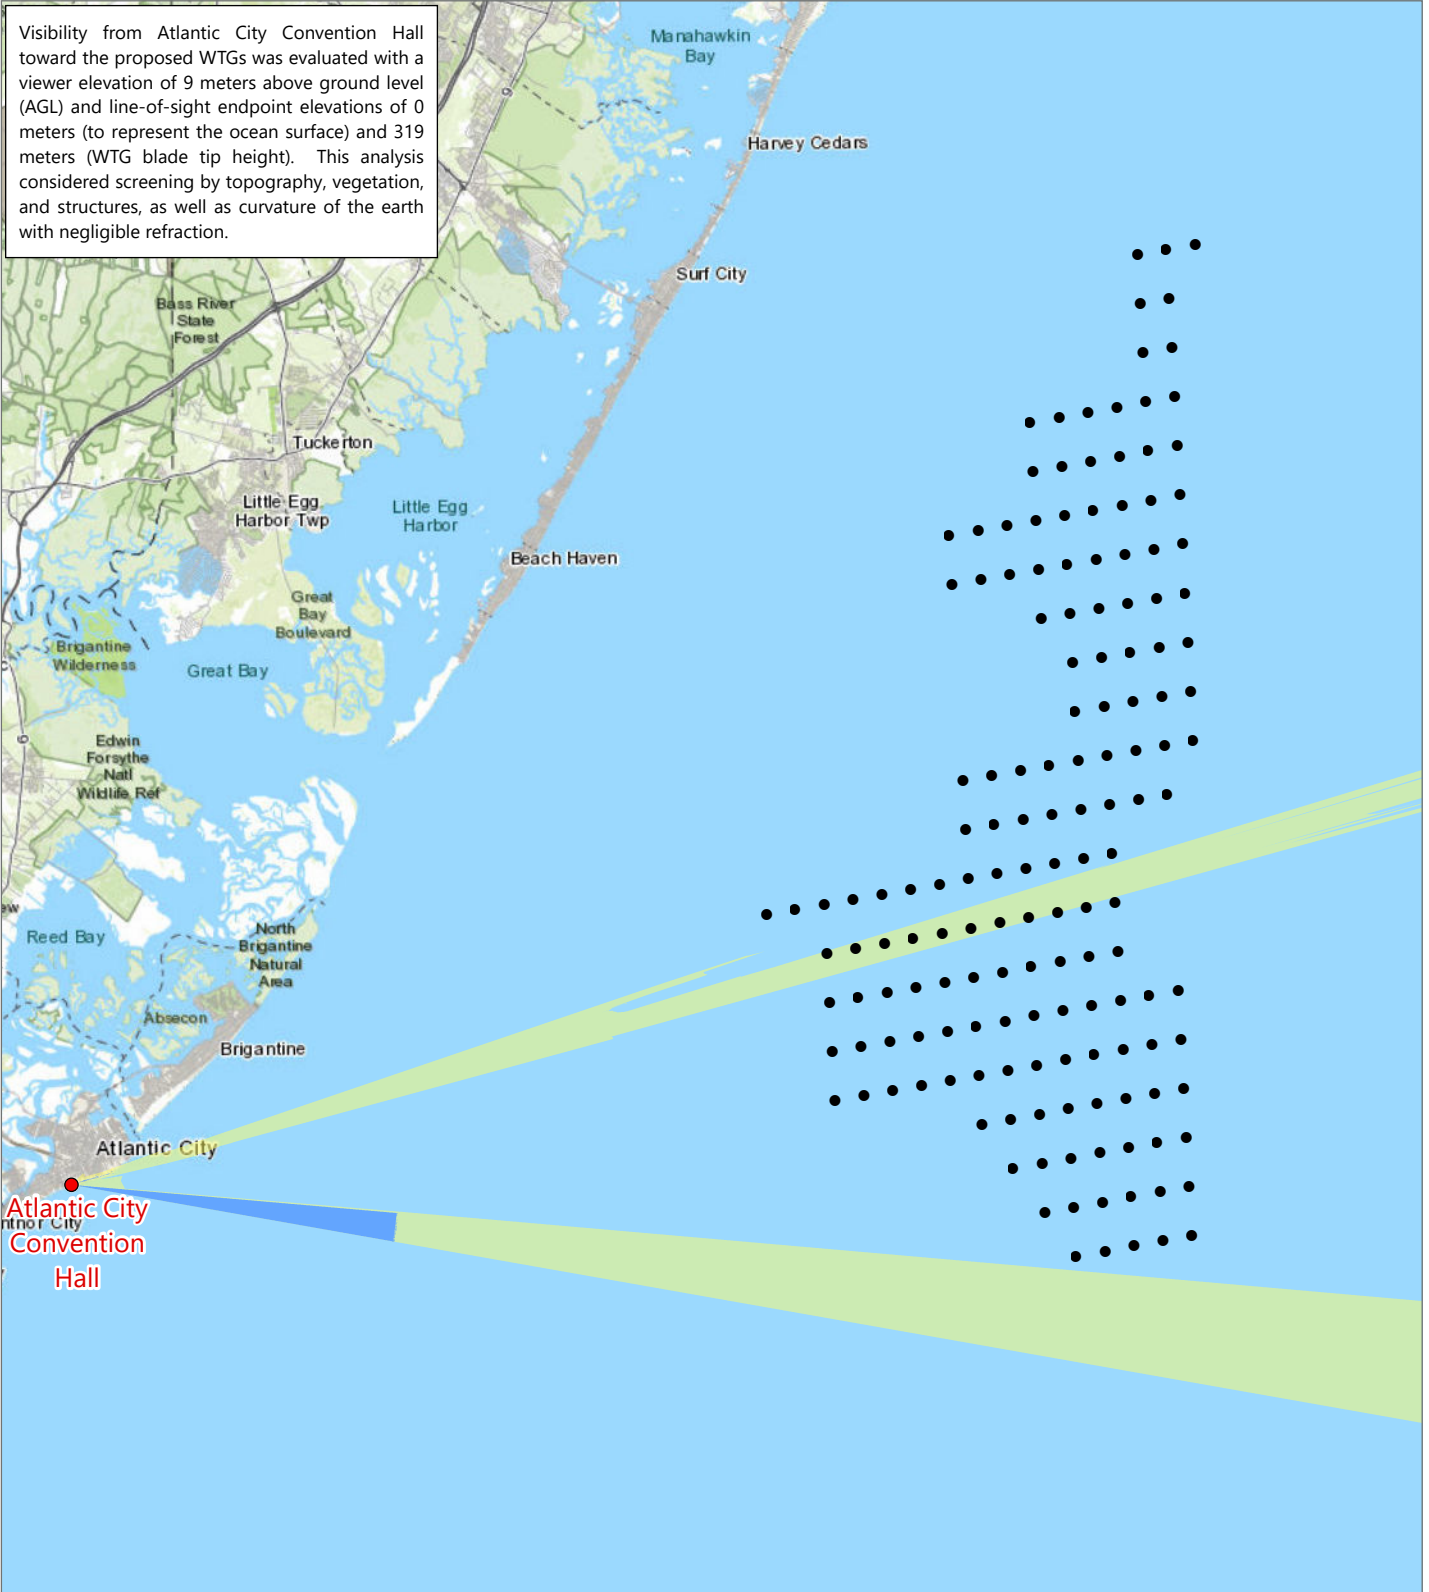 Visibility from Atlantic City Convention Hall
toward the proposed WTGs was evaluated with a
viewer elevation of 9 meters above ground level
(AGL) and line-of-sight endpoint elevations of 0
meters (to represent the ocean surface) and 319
meters (WTG blade tip height). This analysis
considered screening by topography, vegetation,
and structures, as well as curvature of the earth
with negligible refraction.
Manahawkin
Bay
9
Harvey Cedars
Surf City
Bass River
State
Forest
Tuckerton
Little Egg
Harbor Twp
Little Egg
Harbor
Beach Haven
Great
Bay
Boulevard
Brigantine
Wilderness
Great Bay
9
Edwin
Forsythe
Natl
Wildlife Ref
ew
Reed Bay
North
Brigantine
Natural
Area
Absecon
Brigantine
Atlantic City
Atlantic City
ntnor City
Convention
Hall